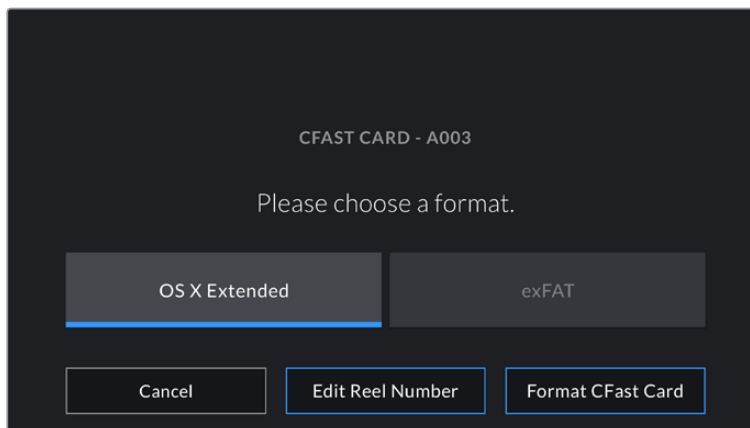 CFAST CARD - A003
Please choose a format.
OS X Extended exFAT
Cancel Edit Reel Number Format CFast Card